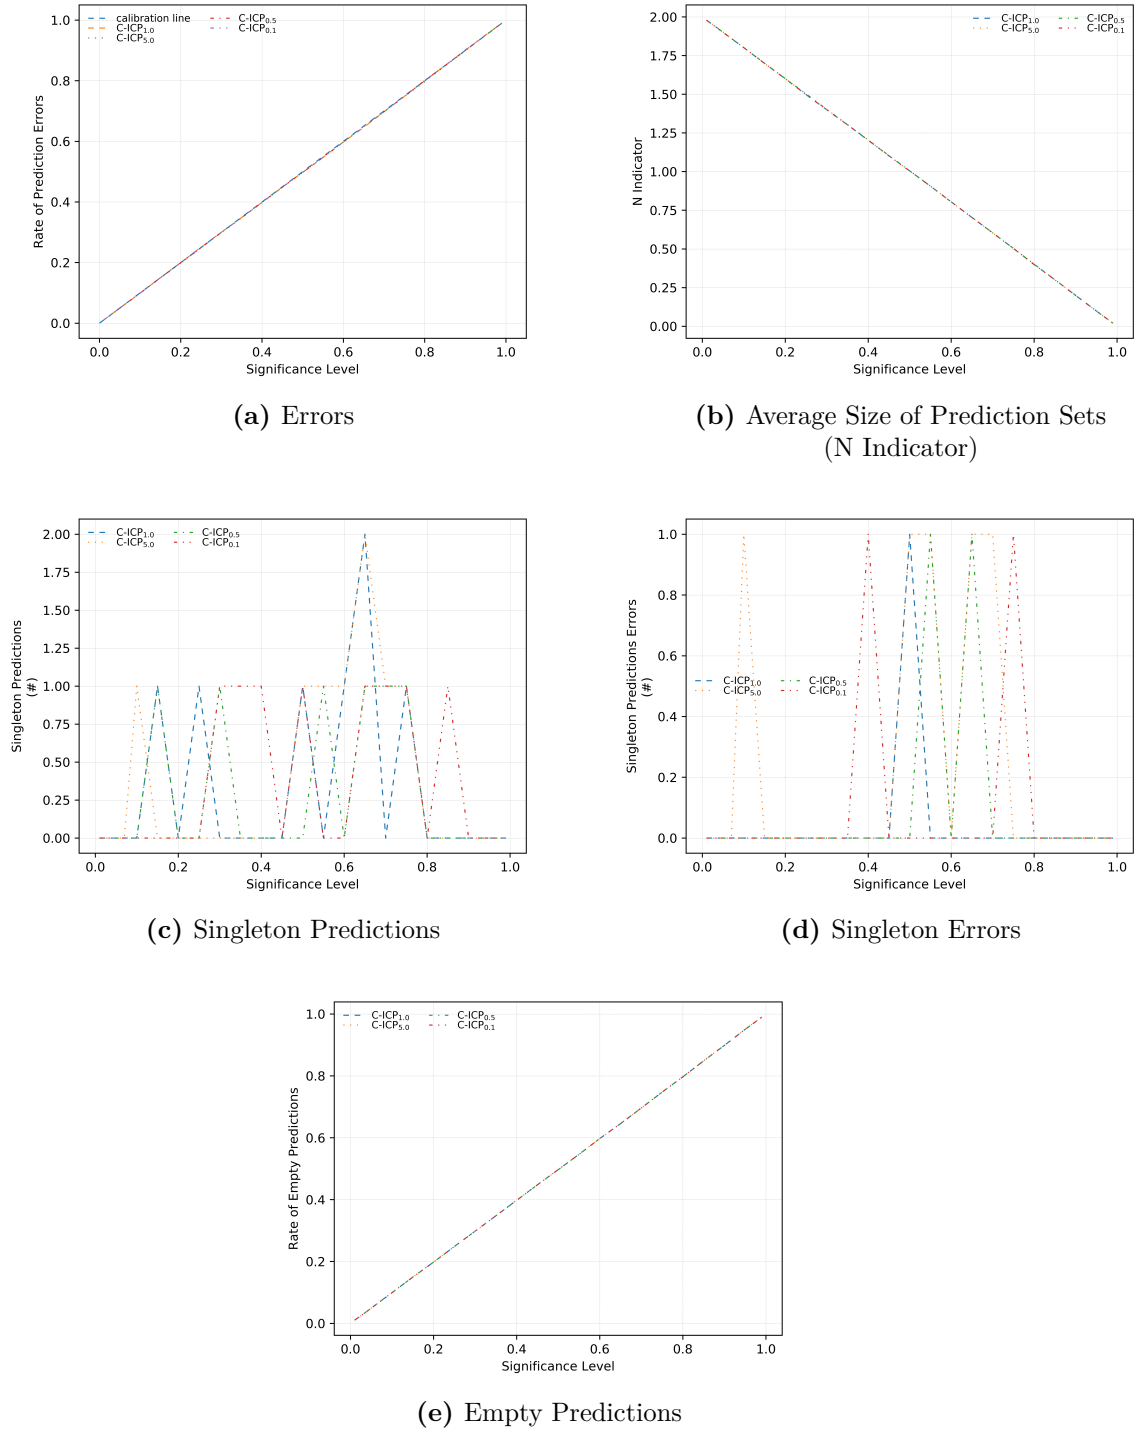 calibration line
C-ICP1.0
C-ICP5.0
C-ICP0.5
C-ICP0.1
Rate of Prediction Errors
1.0
0.8
0.6
0.4
0.2
0.0
0.0 0.2 0.4 0.6 0.8 1.0
Significance Level
(a) Errors
C-ICP1.0
C-ICP5.0
C-ICP0.5
C-ICP0.1
N Indicator
2.00
1.75
1.50
1.25
1.00
0.75
0.50
0.25
0.00
0.0 0.2 0.4 0.6 0.8 1.0
Significance Level
(b) Average Size of Prediction Sets
(N Indicator)
C-ICP1.0
C-ICP5.0
C-ICP0.5
C-ICP0.1
Singleton Predictions
(#)
2.00
1.75
1.50
1.25
1.00
0.75
0.50
0.25
0.00
0.0 0.2 0.4 0.6 0.8 1.0
Significance Level
(c) Singleton Predictions
C-ICP1.0
C-ICP5.0
C-ICP0.5
C-ICP0.1
Singleton Predictions Errors
(#)
1.0
0.8
0.6
0.4
0.2
0.0
0.0 0.2 0.4 0.6 0.8 1.0
Significance Level
(d) Singleton Errors
C-ICP1.0
C-ICP5.0
C-ICP0.5
C-ICP0.1
Rate of Empty Predictions
1.0
0.8
0.6
0.4
0.2
0.0
0.0 0.2 0.4 0.6 0.8 1.0
Significance Level
(e) Empty Predictions